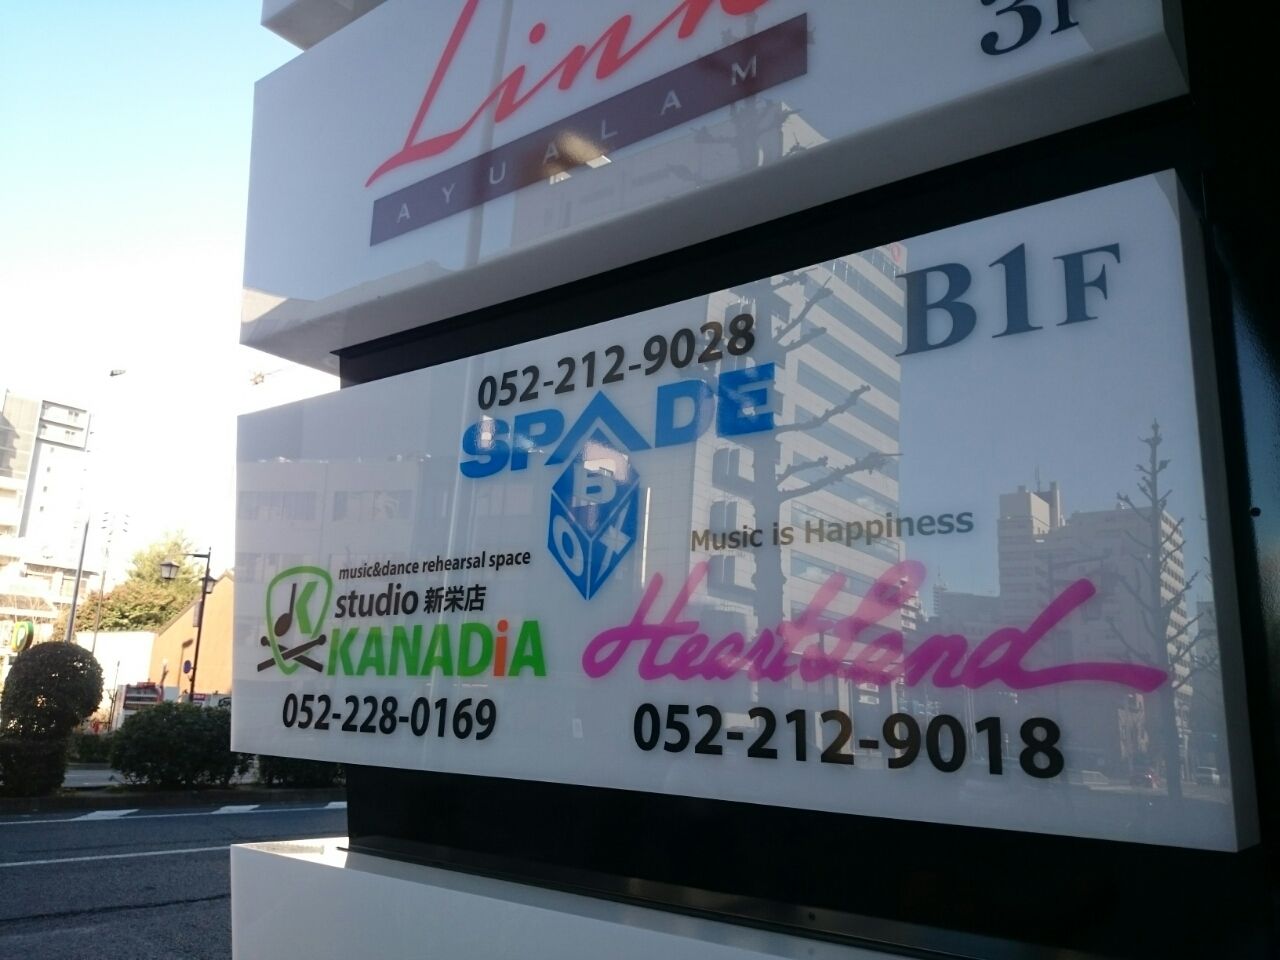 Linn
3F
AYUALAM
B1F
052-212-9028
SPADE
BOX
Music is Happiness
music&dance rehearsal space
studio 新栄店
KANADiA
052-228-0169
HeartLand
052-212-9018